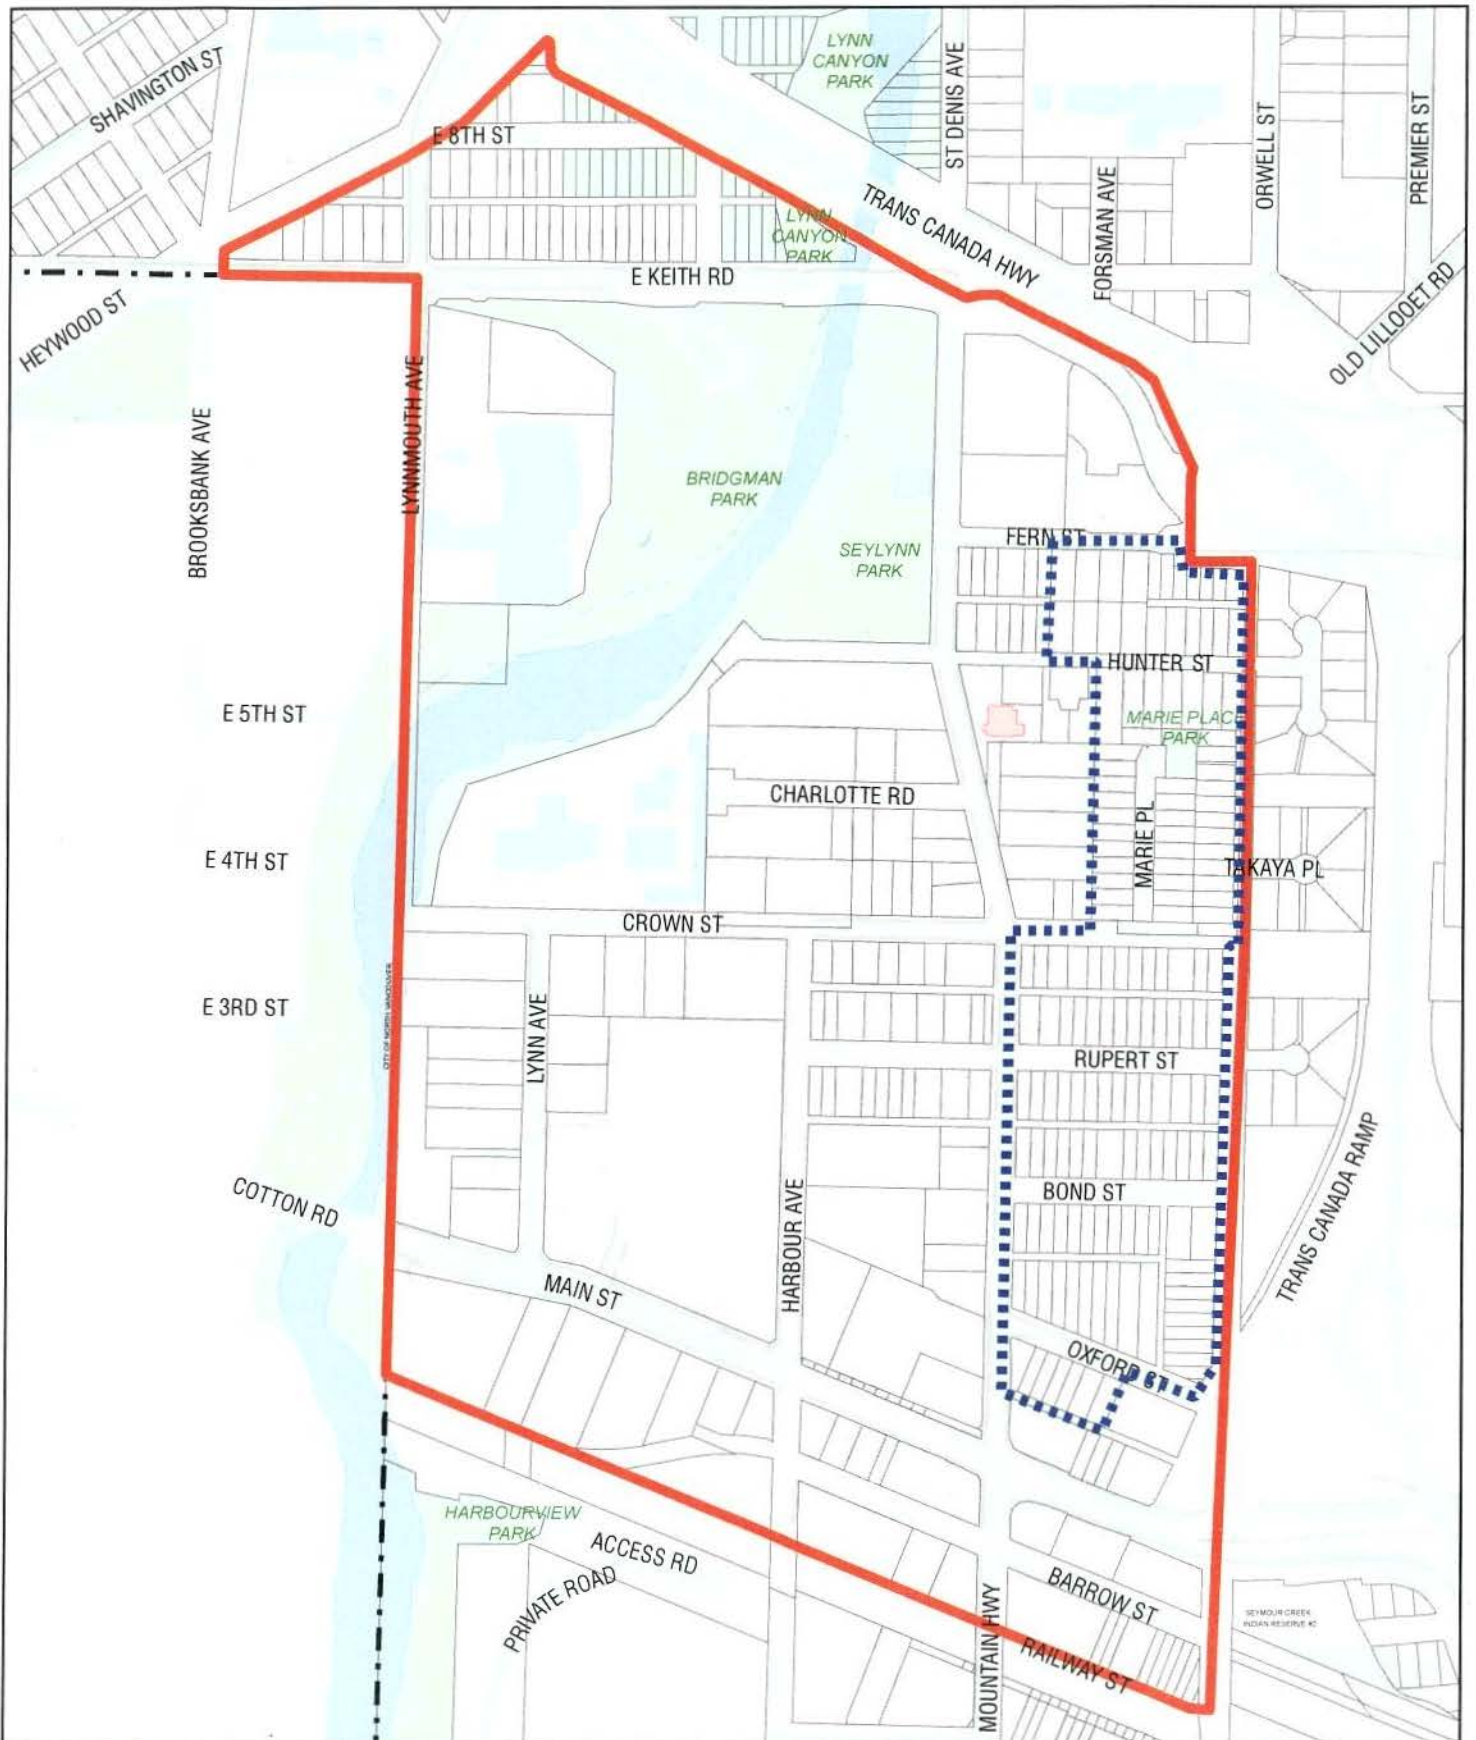 SHAVINGTON ST
LYNN
CANYON
PARK
ST DENIS AVE
E 8TH ST
ORWELL ST
PREMIER ST
FORSMAN AVE
TRANS CANADA HWY
LYNN
CANYON
PARK
E KEITH RD
HEYWOOD ST
OLD LILLOOET RD
LYNNMOUTH AVE
BROOKSBANK AVE
BRIDGMAN
PARK
FERN ST
SEYLYNN
PARK
HUNTER ST
E 5TH ST
MARIE PLACE
PARK
CHARLOTTE RD
MARIE PL
E 4TH ST
TAKAYA PL
CROWN ST
E 3RD ST
CITY OF NORTH VANCOUVER
LYNN AVE
RUPERT ST
BOND ST
COTTON RD
HARBOUR AVE
TRANS CANADA RAMP
MAIN ST
OXFORD ST
HARBOURVIEW
PARK
ACCESS RD
PRIVATE ROAD
BARROW ST
MOUNTAIN HWY
RAILWAY ST
SEYMOUR CREEK
INDIAN RESERVE #2